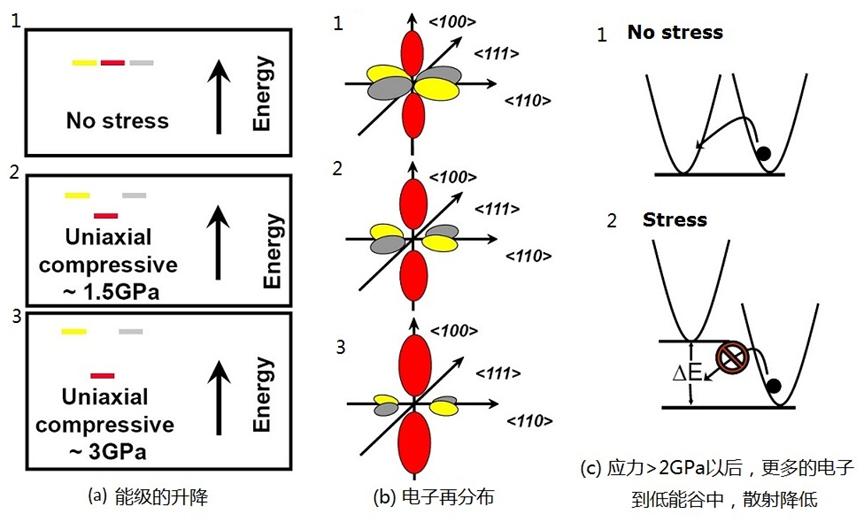 1
No stress
Energy
2
Uniaxial
compressive
~ 1.5GPa
Energy
3
Uniaxial
compressive
~ 3GPa
Energy
(a) 能级的升降
1
<100>
<111>
<110>
2
<100>
<111>
<110>
3
<100>
<111>
<110>
(b) 电子再分布
1 No stress
2 Stress
ΔE
(c) 应力>2GPa以后，更多的电子
到低能谷中，散射降低